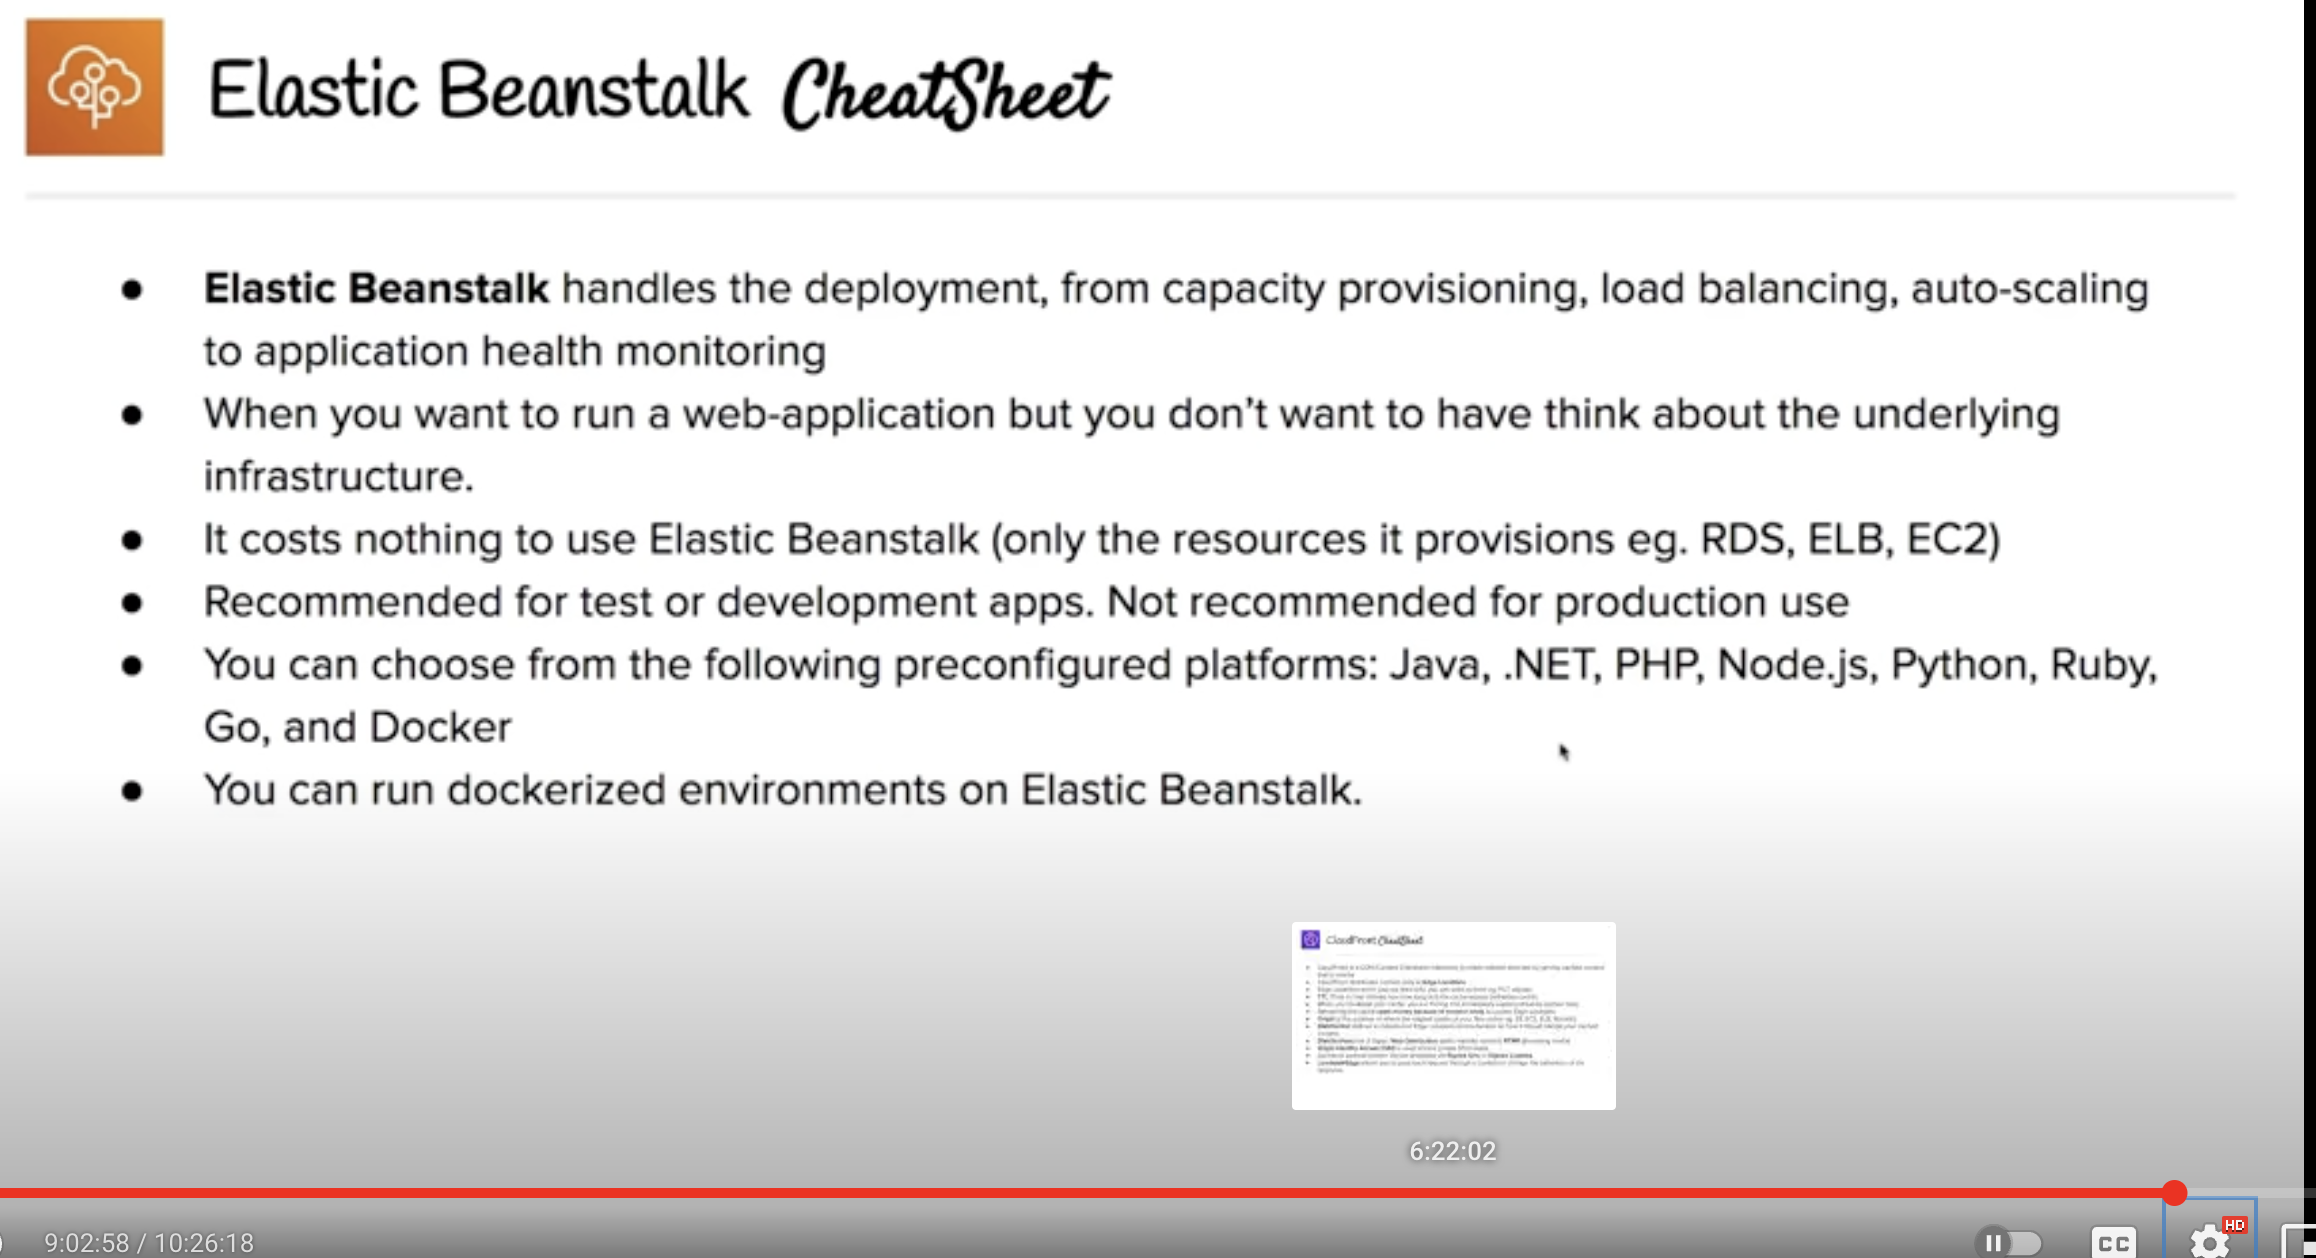 Elastic Beanstalk CheatSheet
● Elastic Beanstalk handles the deployment, from capacity provisioning, load balancing, auto-scaling
to application health monitoring
● When you want to run a web-application but you don't want to have think about the underlying
infrastructure.
● It costs nothing to use Elastic Beanstalk (only the resources it provisions eg. RDS, ELB, EC2)
● Recommended for test or development apps. Not recommended for production use
● You can choose from the following preconfigured platforms: Java, .NET, PHP, Node.js, Python, Ruby,
Go, and Docker
● You can run dockerized environments on Elastic Beanstalk.
CloudFront CheatSheet
6:22:02
9:02:58 / 10:26:18
CC
HD